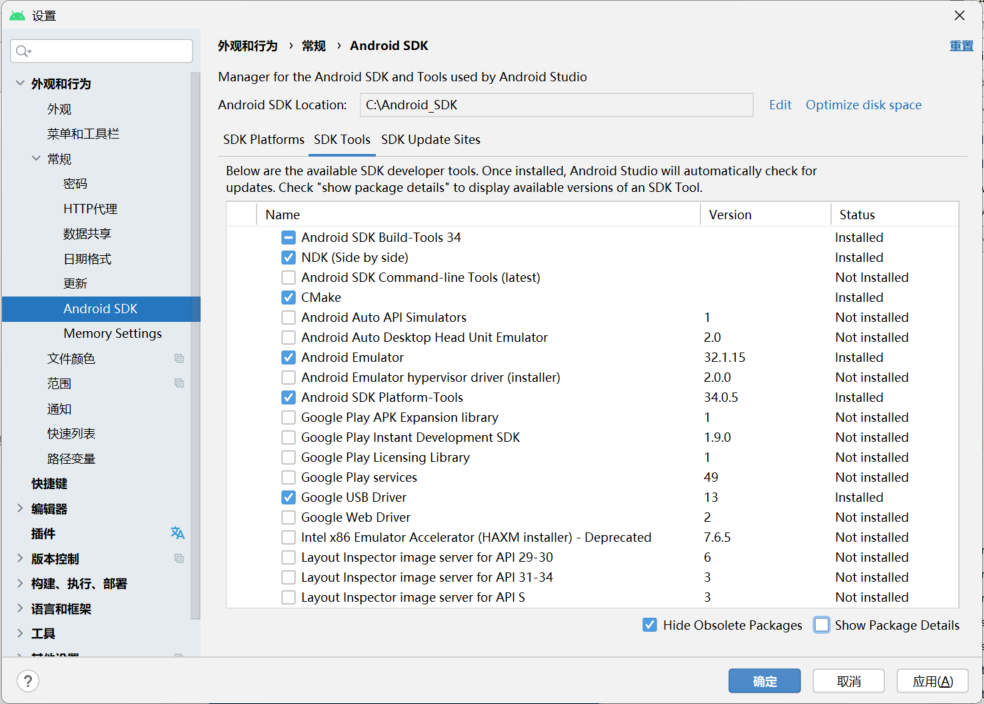 设置
外观和行为 › 常规 › Android SDK 重置
Manager for the Android SDK and Tools used by Android Studio
Android SDK Location: C:\Android_SDK Edit Optimize disk space
SDK Platforms SDK Tools SDK Update Sites
Below are the available SDK developer tools. Once installed, Android Studio will automatically check for
updates. Check "show package details" to display available versions of an SDK Tool.
外观和行为
外观
菜单和工具栏
常规
密码
HTTP代理
数据共享
日期格式
更新
Android SDK
Memory Settings
文件颜色
范围
通知
快速列表
路径变量
快捷键
编辑器
插件
版本控制
构建、执行、部署
语言和框架
工具
其他设置
Name Version Status
Android SDK Build-Tools 34 Installed
NDK (Side by side) Installed
Android SDK Command-line Tools (latest) Not Installed
CMake Installed
Android Auto API Simulators 1 Not installed
Android Auto Desktop Head Unit Emulator 2.0 Not installed
Android Emulator 32.1.15 Installed
Android Emulator hypervisor driver (installer) 2.0.0 Not installed
Android SDK Platform-Tools 34.0.5 Installed
Google Play APK Expansion library 1 Not installed
Google Play Instant Development SDK 1.9.0 Not installed
Google Play Licensing Library 1 Not installed
Google Play services 49 Not installed
Google USB Driver 13 Installed
Google Web Driver 2 Not installed
Intel x86 Emulator Accelerator (HAXM installer) - Deprecated 7.6.5 Not installed
Layout Inspector image server for API 29-30 6 Not installed
Layout Inspector image server for API 31-34 3 Not installed
Layout Inspector image server for API S 3 Not installed
Hide Obsolete Packages Show Package Details
? 确定 取消 应用(A)